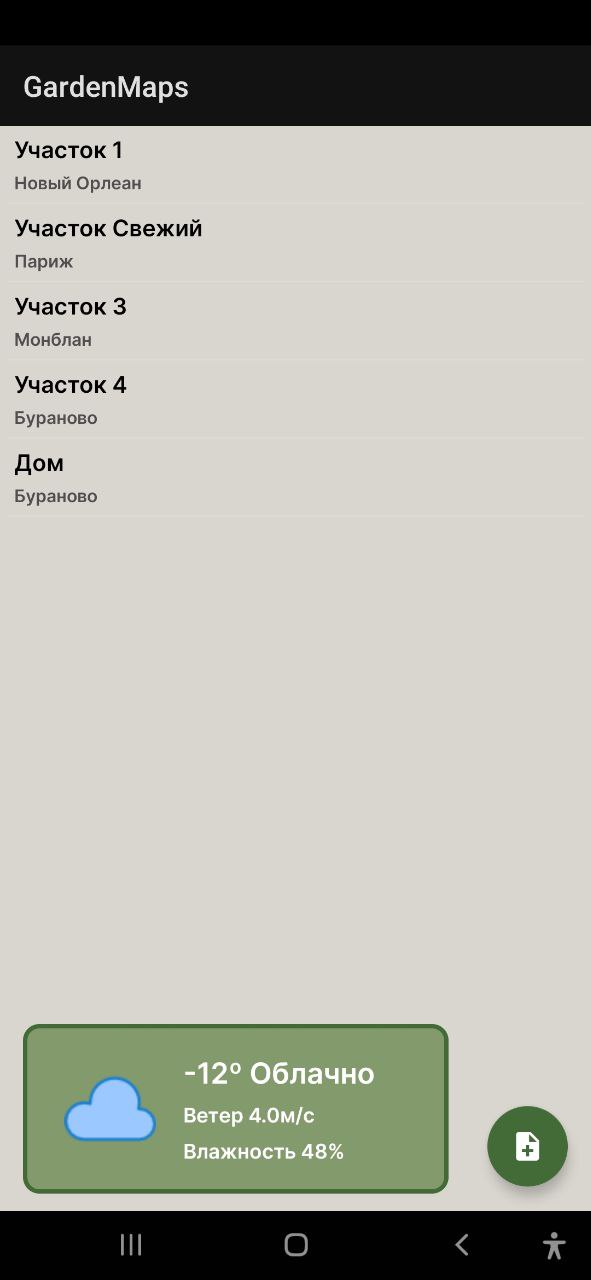 GardenMaps
Участок 1
Новый Орлеан
Участок Свежий
Париж
Участок 3
Монблан
Участок 4
Бураново
Дом
Бураново
-12º Облачно
Ветер 4.0м/с
Влажность 48%